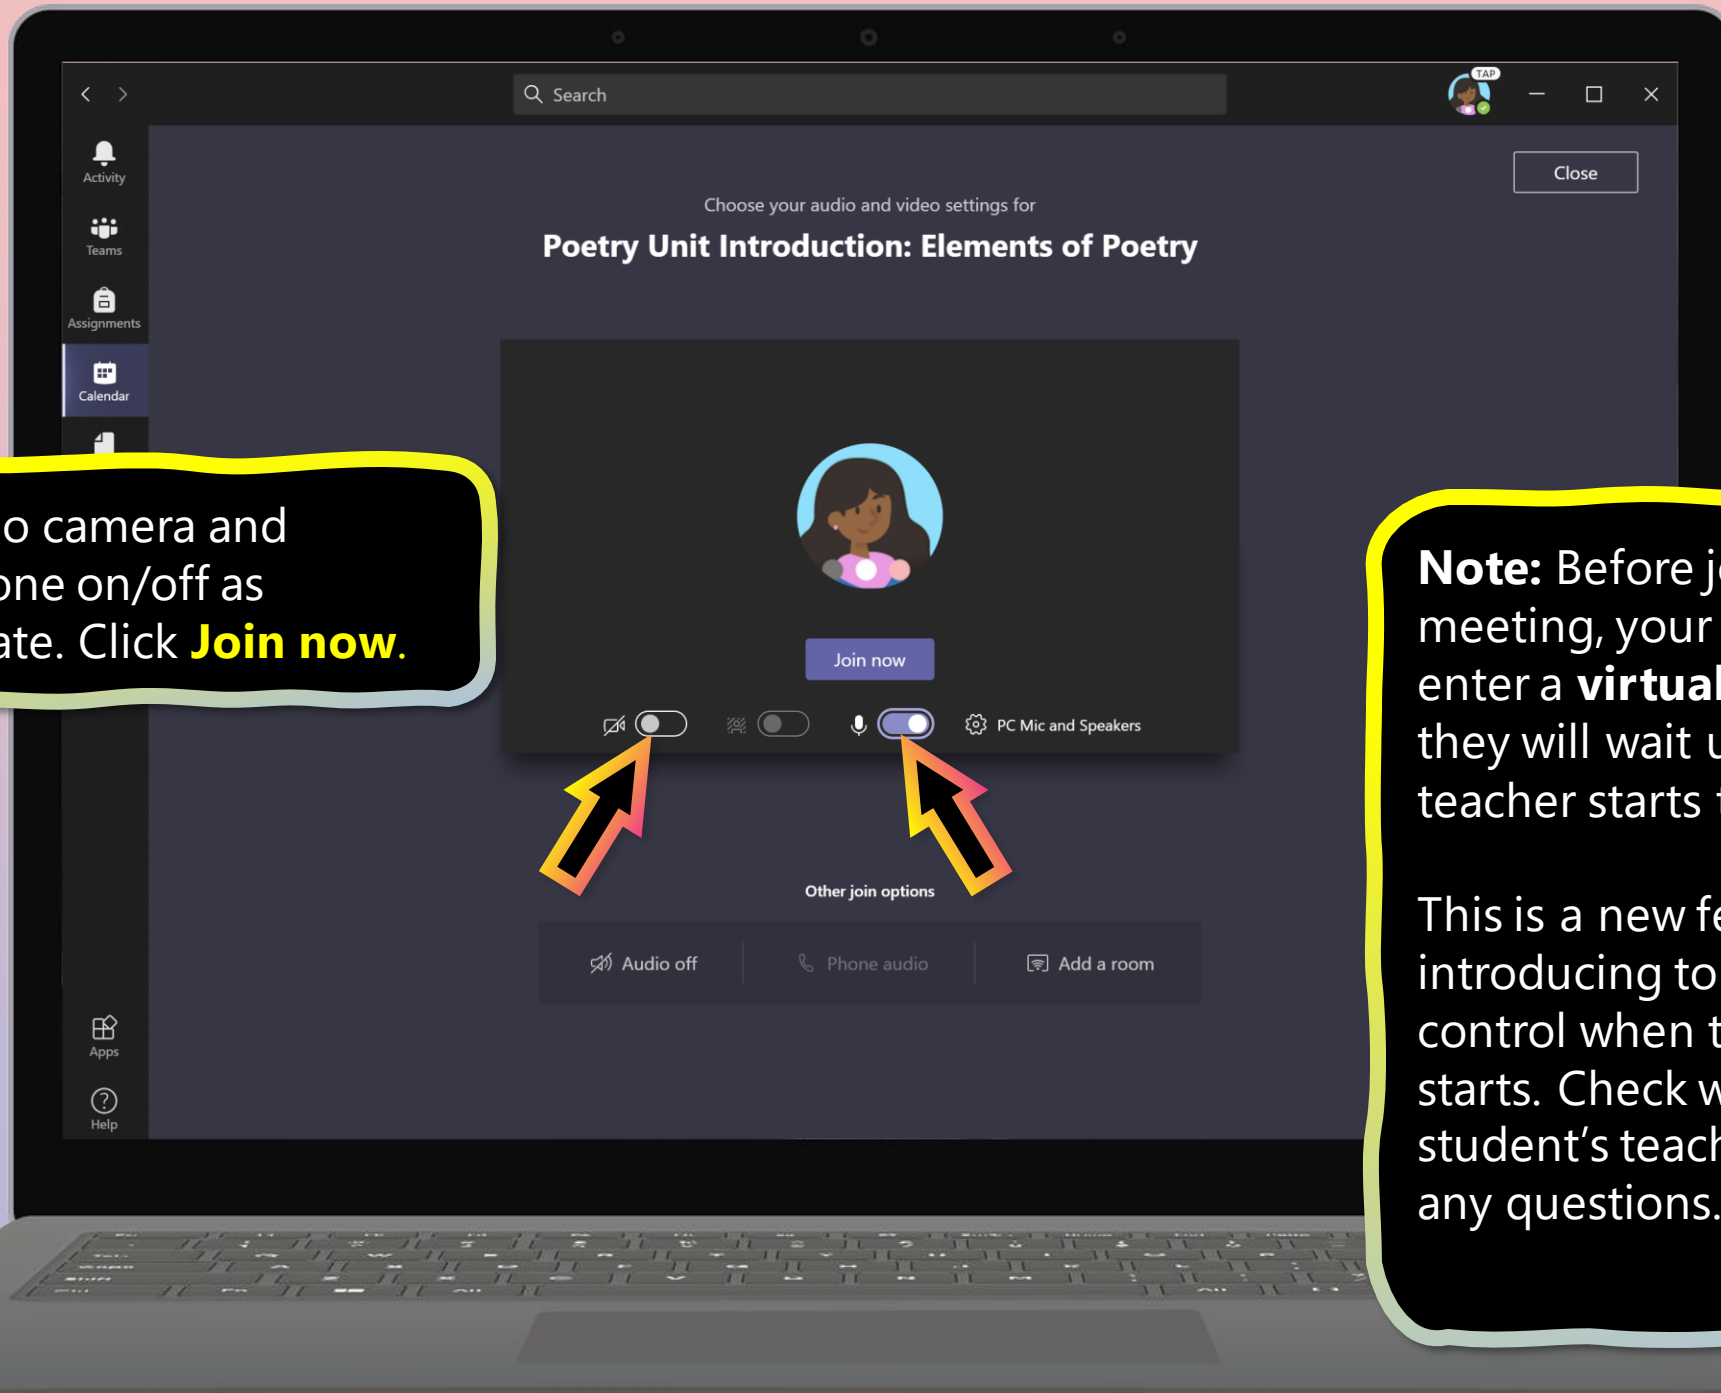 Search
TAP
Activity
Teams
Assignments
Calendar
Apps
Help
Close
Choose your audio and video settings for
Poetry Unit Introduction: Elements of Poetry
o camera and
one on/off as
ate. Click Join now.
Join now
PC Mic and Speakers
Other join options
Audio off
Phone audio
Add a room
Note: Before j
meeting, your
enter a virtual
they will wait u
teacher starts t
This is a new fe
introducing to
control when t
starts. Check w
student's teach
any questions.